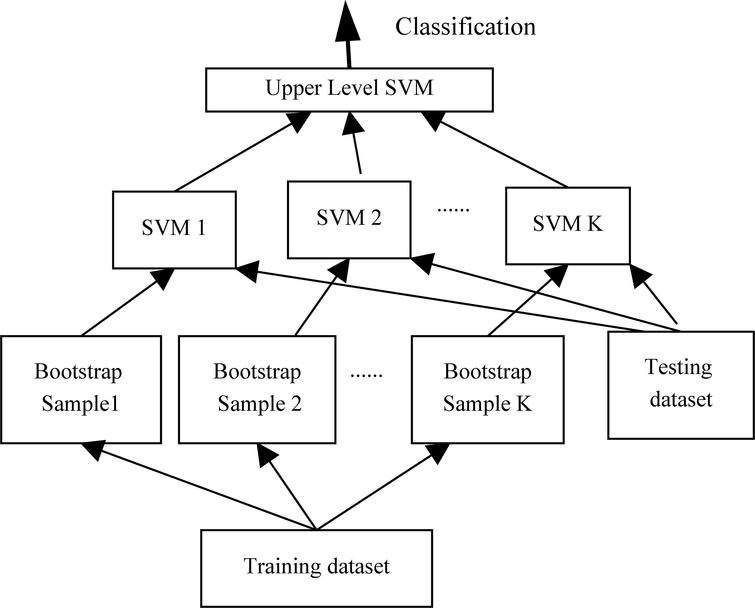 Classification
Upper Level SVM
SVM 1
SVM 2
......
SVM K
Bootstrap
Sample1
Bootstrap
Sample 2
......
Bootstrap
Sample K
Testing
dataset
Training dataset